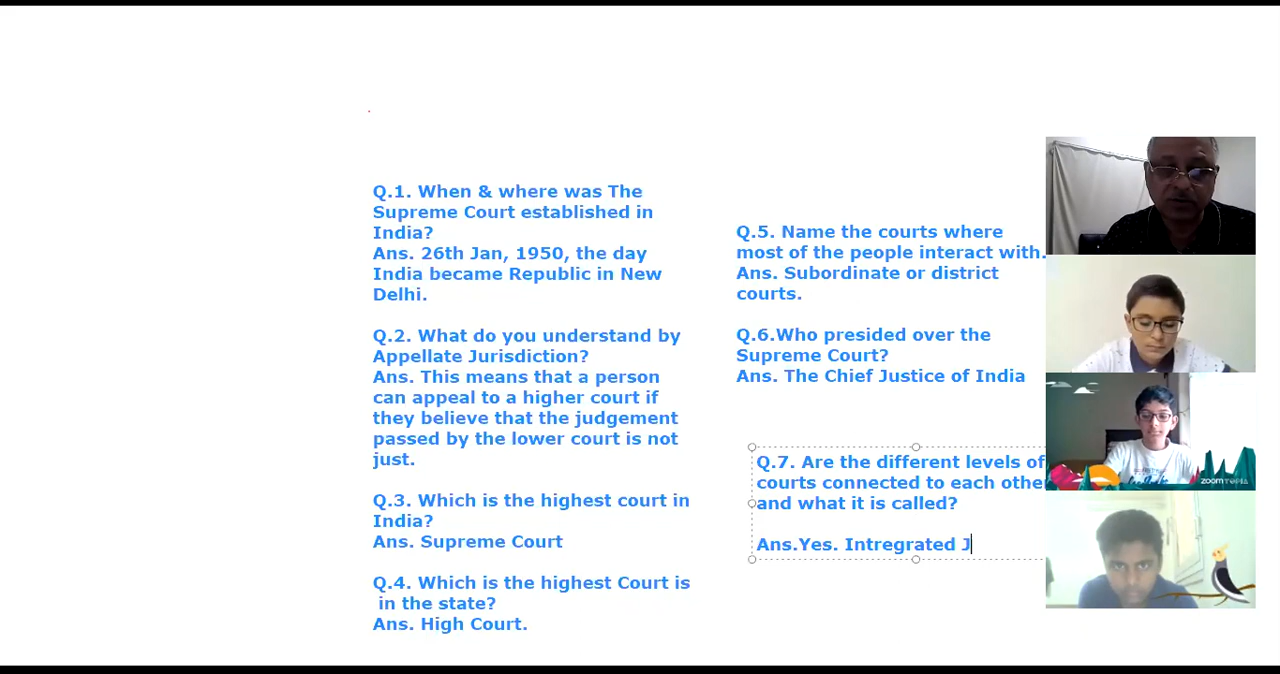 Q.1. When & where was The
Supreme Court established in
India?
Ans. 26th Jan, 1950, the day
India became Republic in New
Delhi.
Q.2. What do you understand by
Appellate Jurisdiction?
Ans. This means that a person
can appeal to a higher court if
they believe that the judgement
passed by the lower court is not
just.
Q.3. Which is the highest court in
India?
Ans. Supreme Court
Q.4. Which is the highest Court is
in the state?
Ans. High Court.
Q.5. Name the courts where
most of the people interact with.
Ans. Subordinate or district
courts.
Q.6.Who presided over the
Supreme Court?
Ans. The Chief Justice of India
Q.7. Are the different levels of
courts connected to each othe
and what it is called?
Ans.Yes. Intregrated J
zoomtopia